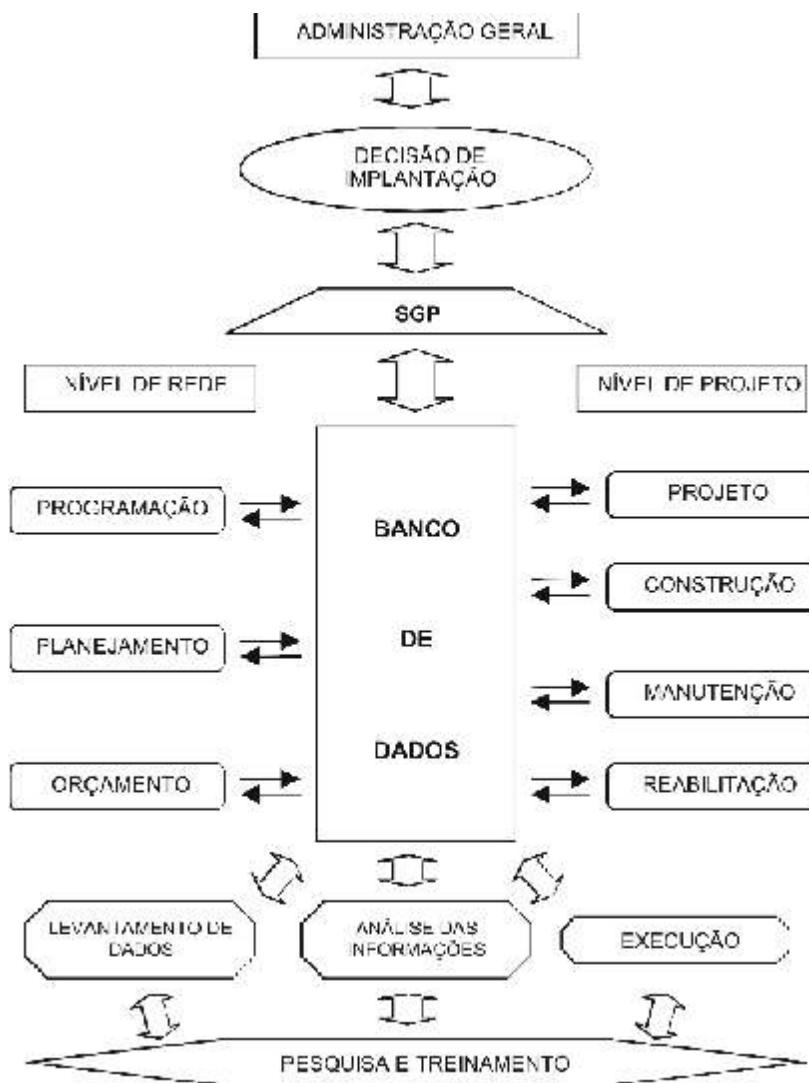 ADMINISTRAÇÃO GERAL
DECISÃO DE
IMPLANTAÇÃO
SGP
NÍVEL DE REDE
NÍVEL DE PROJETO
PROGRAMAÇÃO
PLANEJAMENTO
ORÇAMENTO
BANCO
DE
DADOS
PROJETO
CONSTRUÇÃO
MANUTENÇÃO
REABILITAÇÃO
LEVANTAMENTO DE
DADOS
ANÁLISE DAS
INFORMAÇÕES
EXECUÇÃO
PESQUISA E TREINAMENTO